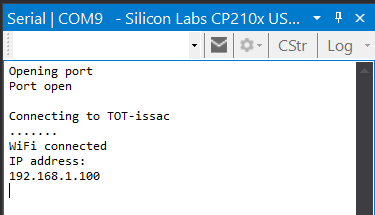 Serial | COM9   - Silicon Labs CP210x US...
CStr
Log
Opening port
Port open
Connecting to TOT-issac
.......
WiFi connected
IP address:
192.168.1.100